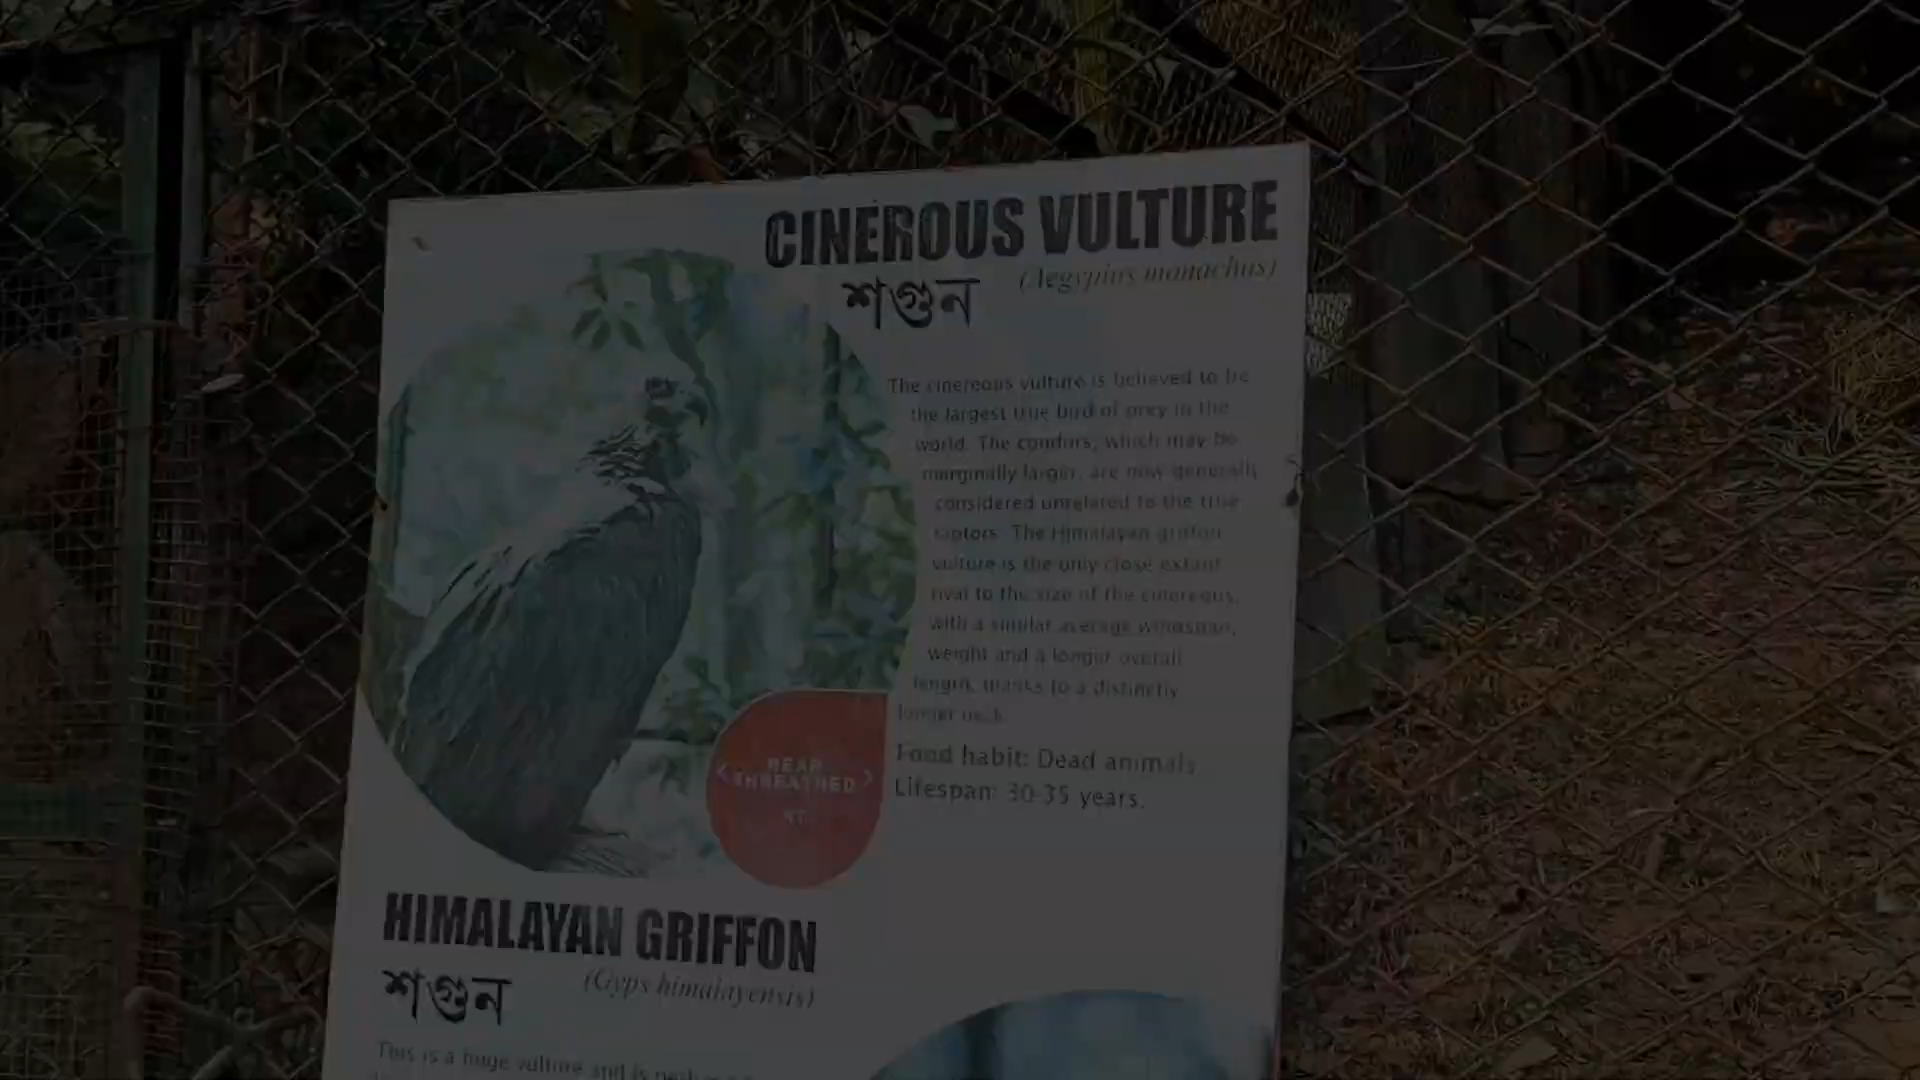 CINEROUS VULTURE
শগুন
(Aegypius monachus)
The cinereous vulture is believed to be
the largest true bird of prey in the
world. The condors, which may be
marginally larger, are now generally
considered unrelated to the true
raptors. The Himalayan griffon
vulture is the only close extant
rival to the size of the cinereous,
with a similar average wingspan,
weight and a longer overall
length, thanks to a distinctly
longer neck.
Food habit: Dead animals
Lifespan: 30-35 years.
NEAR
THREATNED
NT
HIMALAYAN GRIFFON
শগুন
(Gyps himalayensis)
This is a huge vulture and is